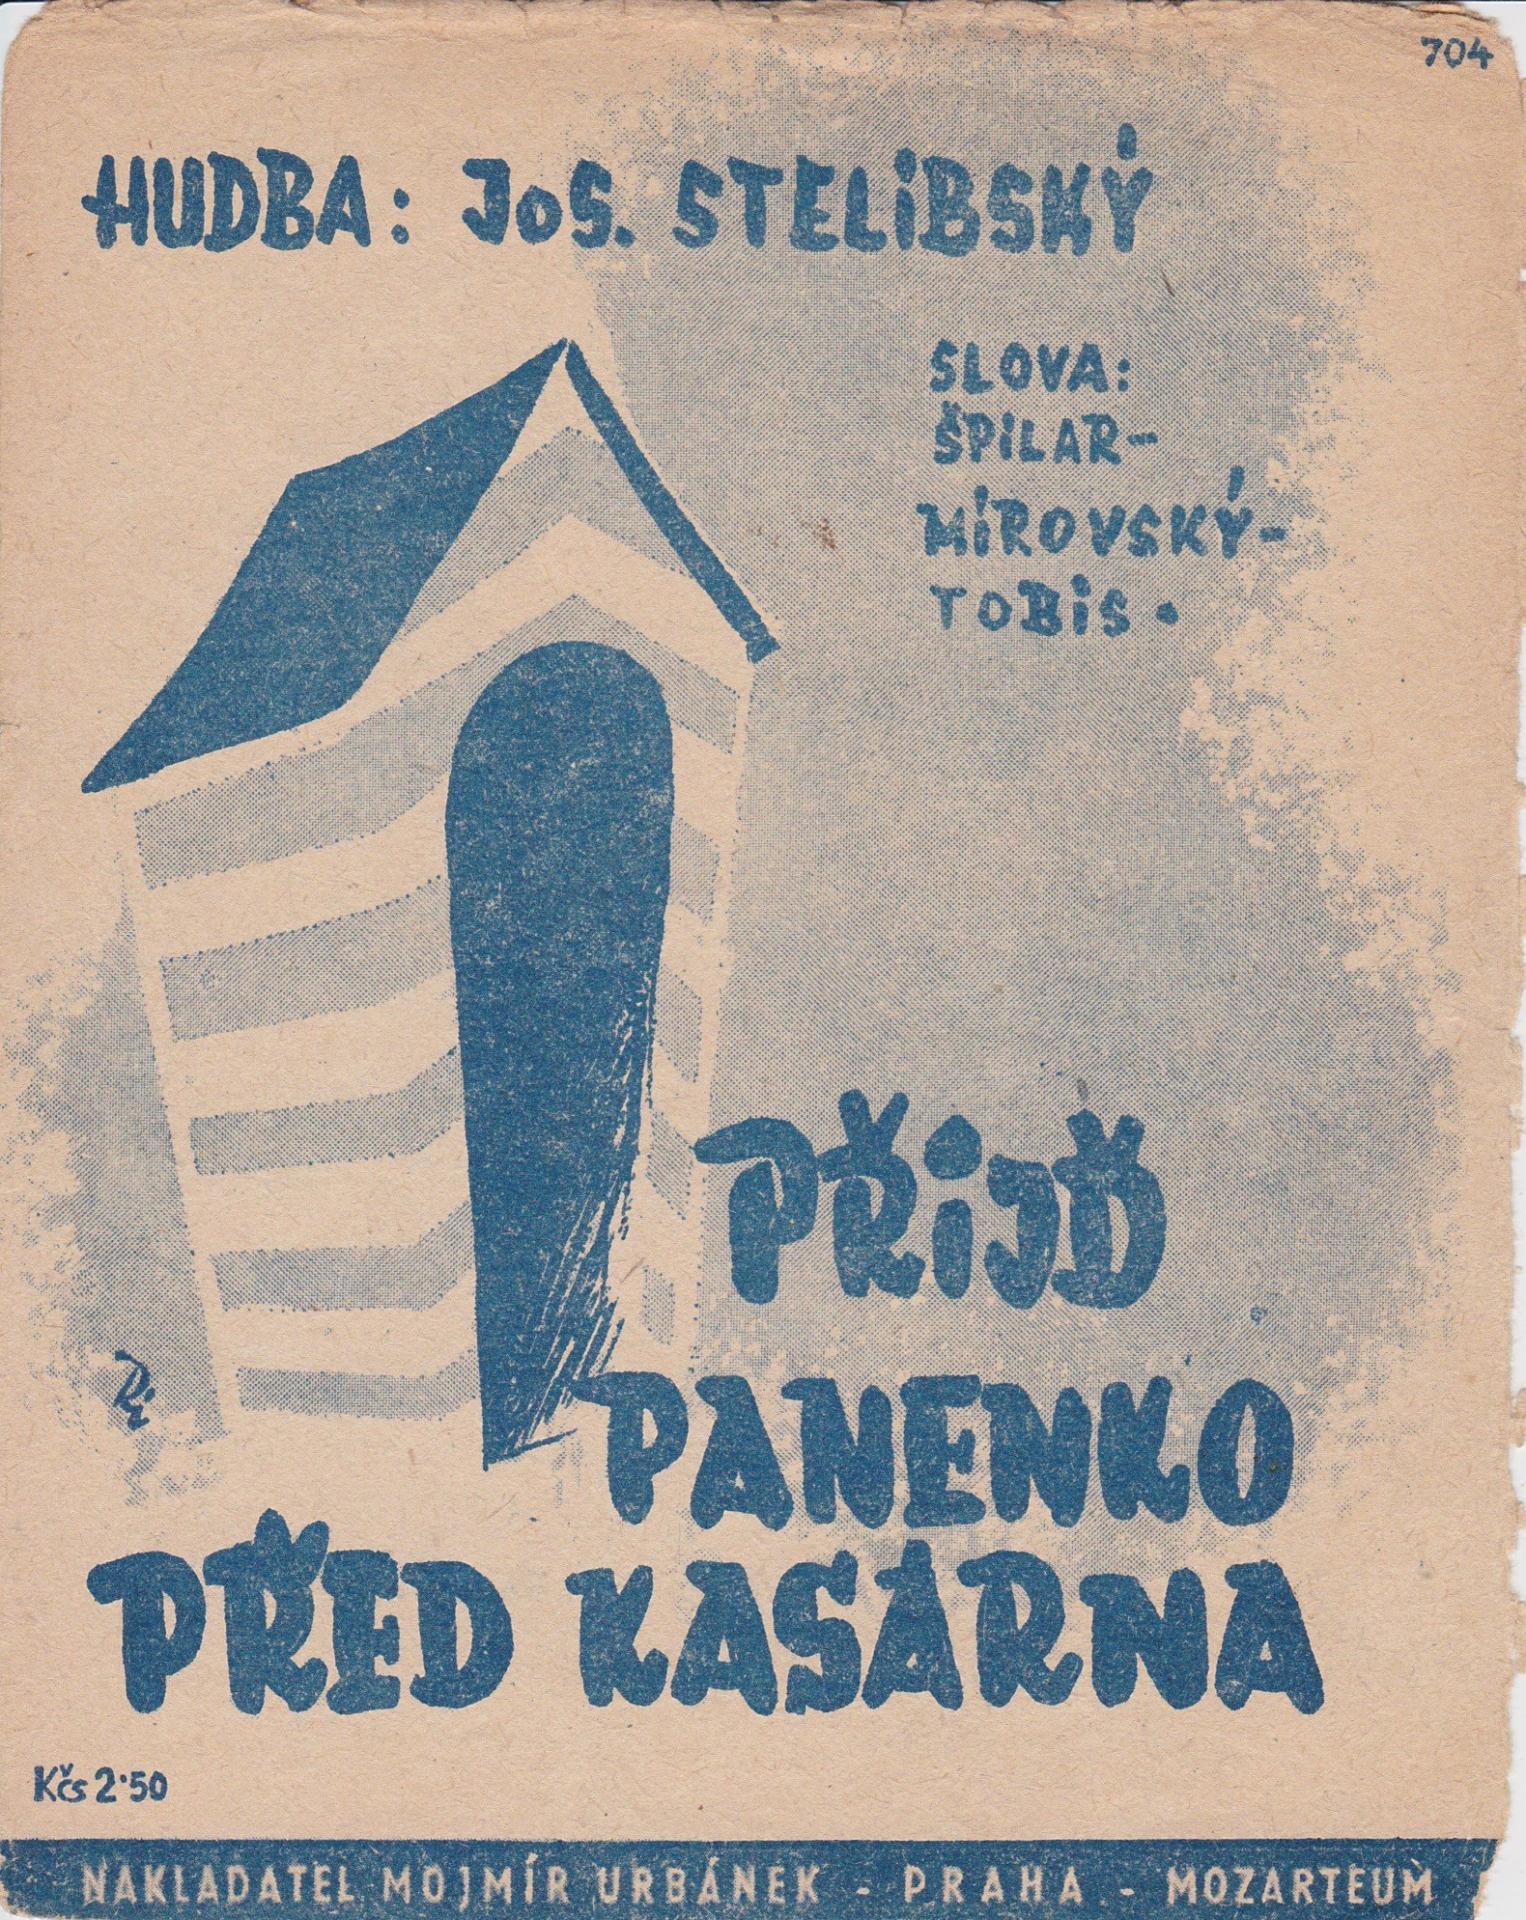 704
HUDBA: JOS. STELIBSKÝ
SLOVA:
ŠPILAR-
MÍROVSKÝ-
TOBIS.
PŘIJĎ
PANENKO
PŘED KASÁRNA
Kčs 2·50
NAKLADATEL MOJMÍR URBÁNEK - PRAHA - MOZARTEUM